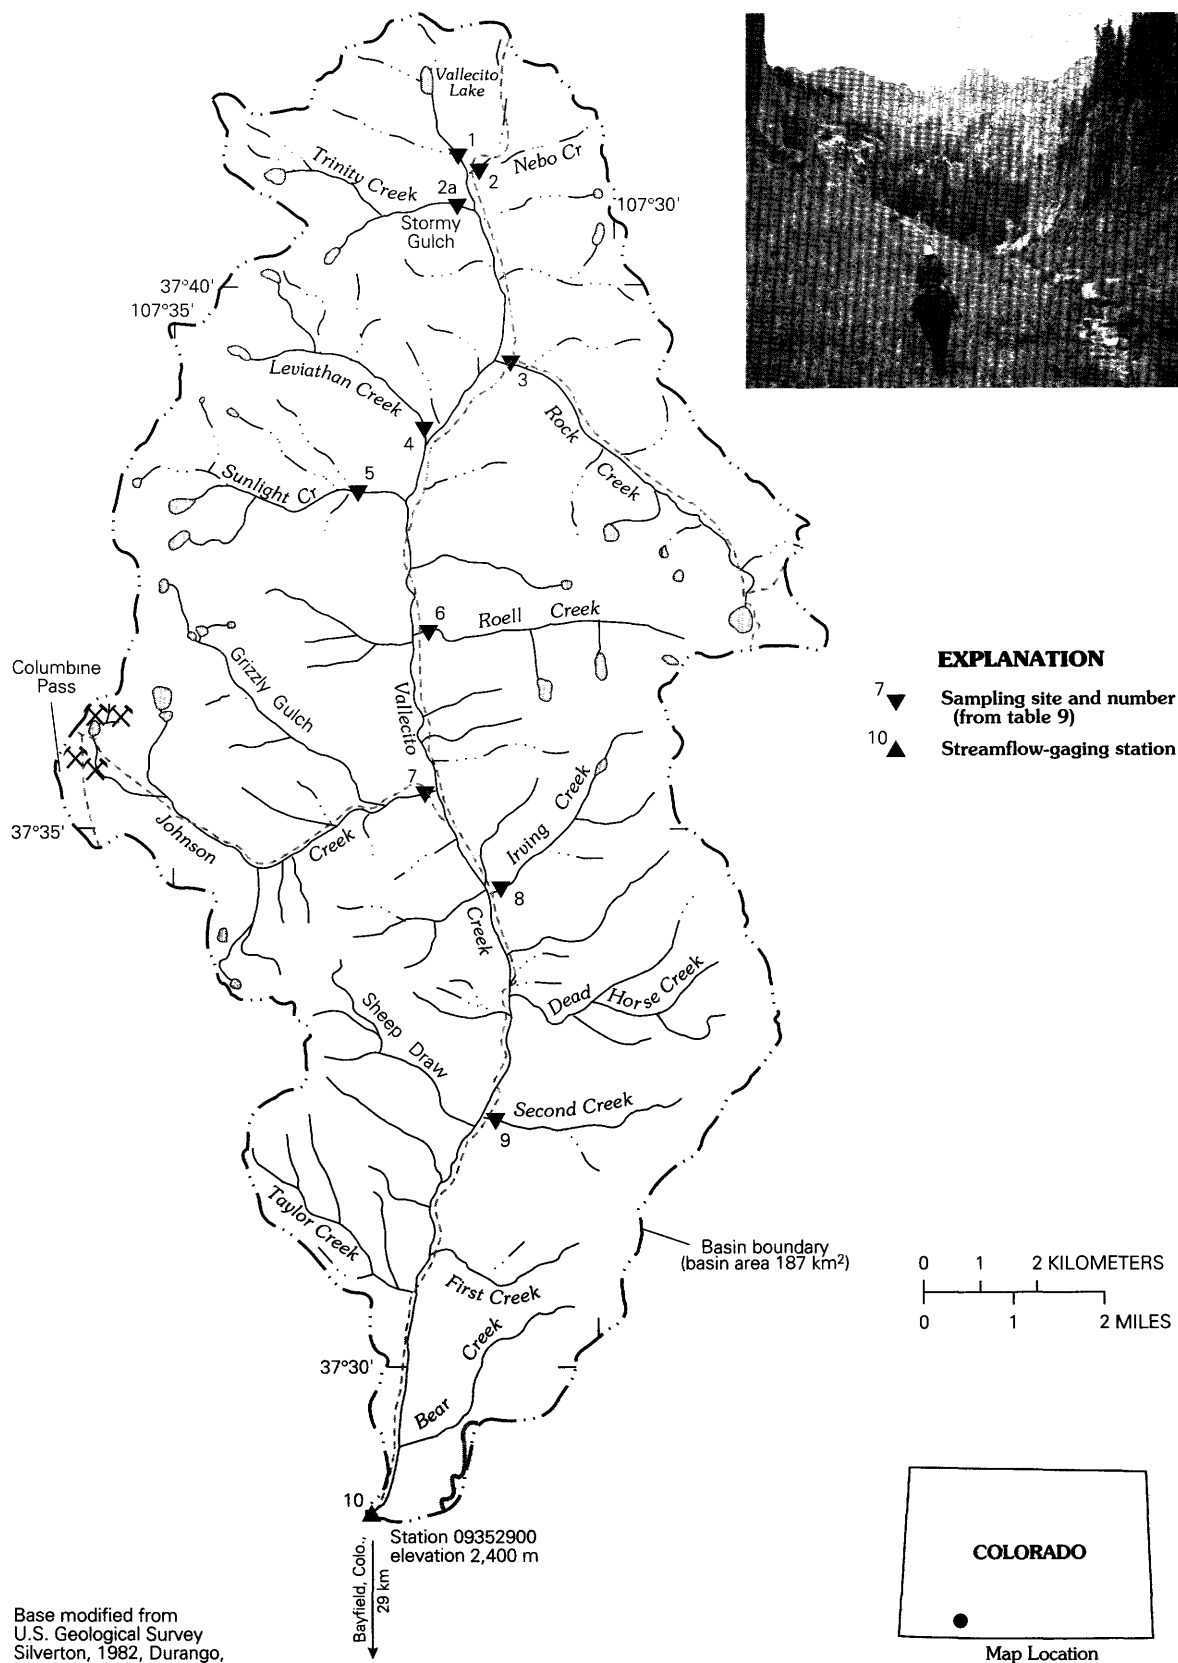 Vallecito
Lake
1
Nebo Cr
2
Trinity Creek
2a
Stormy
Gulch
107°30'
37°40'
107°35'
Leviathan Creek
3
Rock
Creek
4
Sunlight Cr
5
6
Roell Creek
Grizzly Gulch
Vallecito
Columbine
Pass
7
37°35'
Johnson
Creek
Irving Creek
8
Creek
Dead Horse Creek
Sheep Draw
Second Creek
9
Taylor Creek
First Creek
Creek
Bear
37°30'
Basin boundary
(basin area 187 km²)
10
Station 09352900
elevation 2,400 m
Bayfield, Colo.,
29 km
EXPLANATION
7
Sampling site and number
(from table 9)
10
Streamflow-gaging station
0 1 2 KILOMETERS
0 1 2 MILES
COLORADO
Map Location
Base modified from
U.S. Geological Survey
Silverton, 1982, Durango,